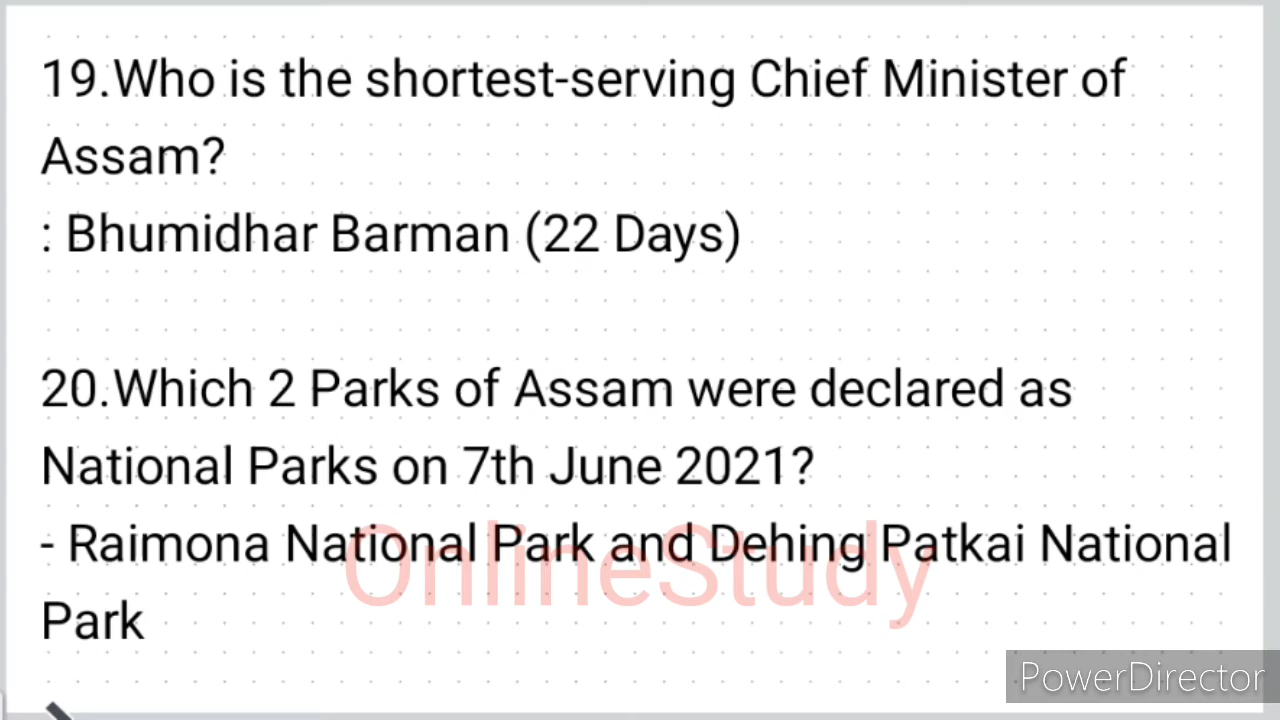 19.Who is the shortest-serving Chief Minister of
Assam?
: Bhumidhar Barman (22 Days)
20.Which 2 Parks of Assam were declared as
National Parks on 7th June 2021?
- Raimona National Park and Dehing Patkai National
Park
OnlineStudy
PowerDirector